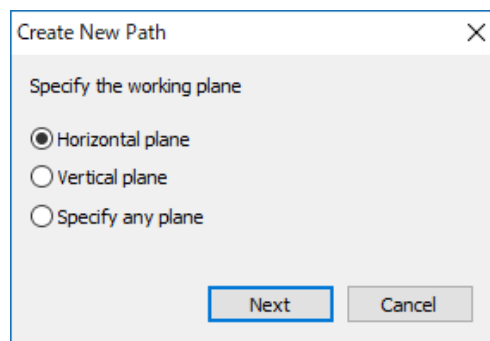 Create New Path
Specify the working plane
Horizontal plane
Vertical plane
Specify any plane
Next Cancel